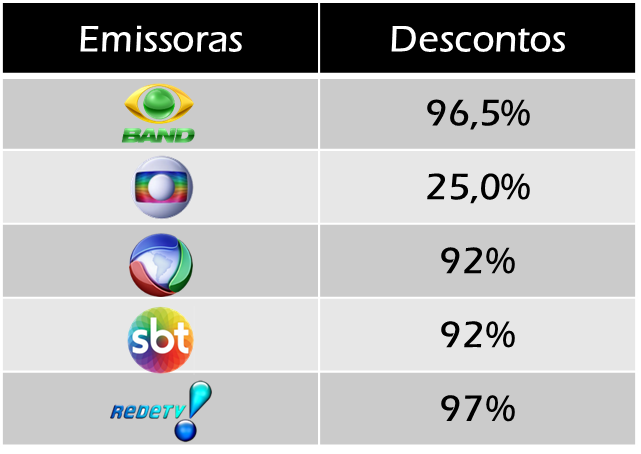 Emissoras Descontos
BAND 96,5%
25,0%
92%
sbt 92%
REDETV! 97%